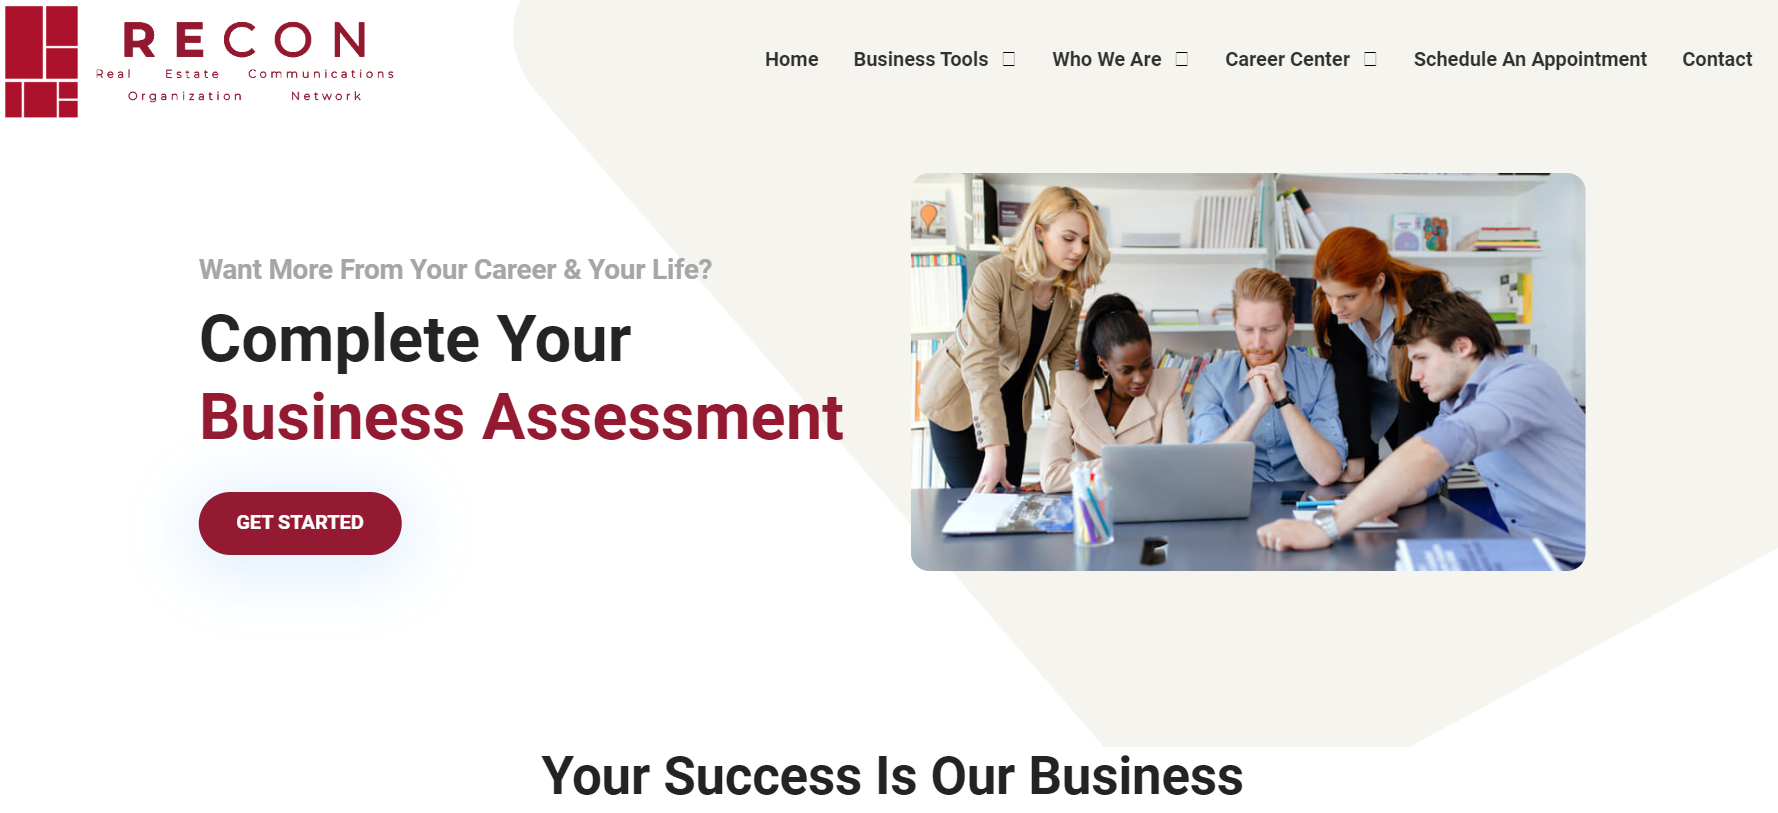 RECON
Real Estate Communications
Organization Network
Home Business Tools Who We Are Career Center Schedule An Appointment Contact
Want More From Your Career & Your Life?
Complete Your
Business Assessment
GET STARTED
Your Success Is Our Business